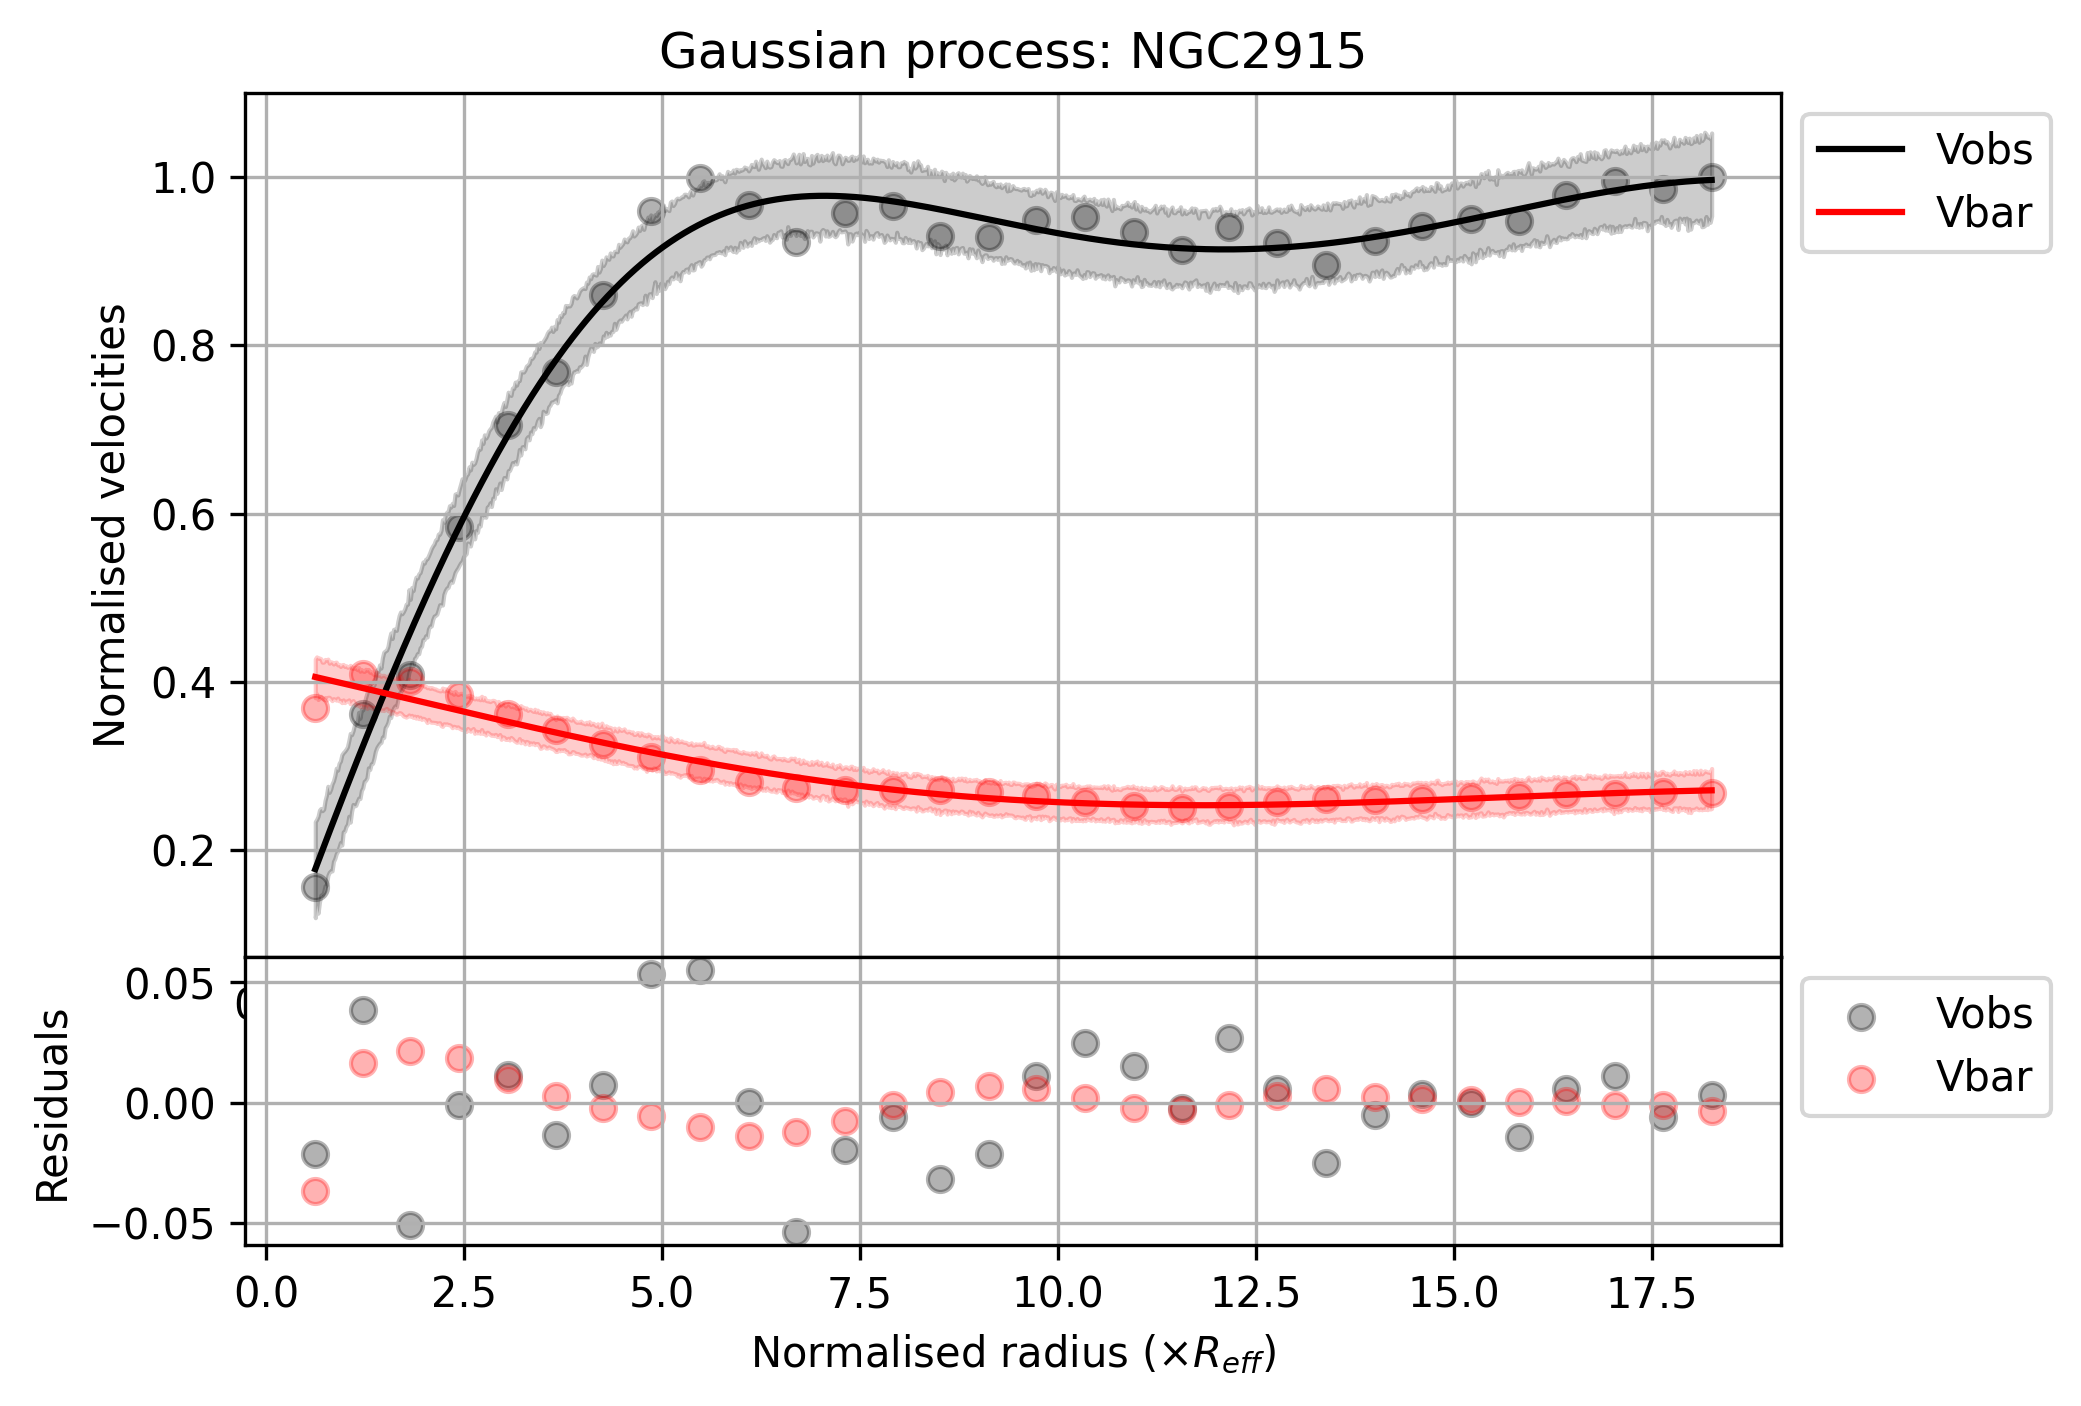 Gaussian process: NGC2915
Normalised velocities
1.0
0.8
0.6
0.4
0.2
Vobs
Vbar
Residuals
0.05
0.00
−0.05
Vobs
Vbar
0.0 2.5 5.0 7.5 10.0 12.5 15.0 17.5
Normalised radius (×R_eff)